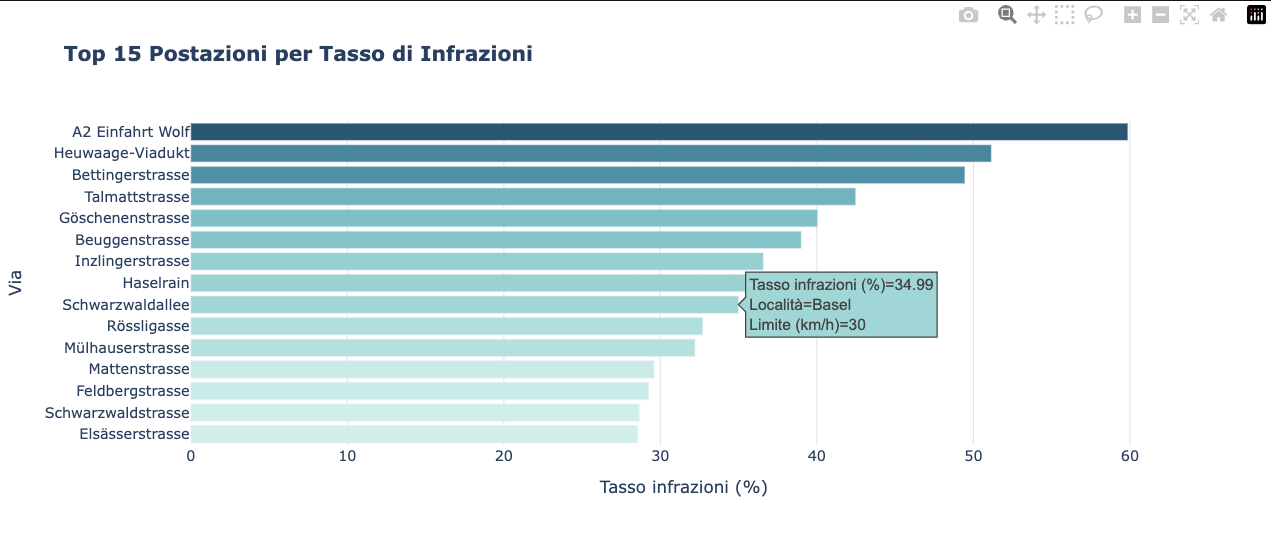 Top 15 Postazioni per Tasso di Infrazioni
Via
A2 Einfahrt Wolf
Heuwaage-Viadukt
Bettingerstrasse
Talmattstrasse
Göschenenstrasse
Beuggenstrasse
Inzlingerstrasse
Haselrain
Schwarzwaldallee
Rössligasse
Mülhauserstrasse
Mattenstrasse
Feldbergstrasse
Schwarzwaldstrasse
Elsässerstrasse
Tasso infrazioni (%)=34.99
Località=Basel
Limite (km/h)=30
0 10 20 30 40 50 60
Tasso infrazioni (%)